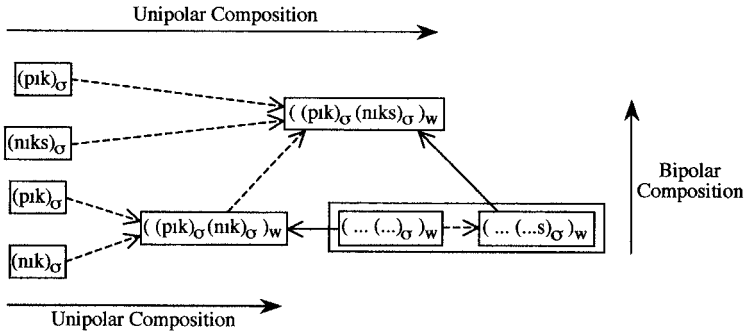 Unipolar Composition
(pɪk)σ
( (pɪk)σ (nɪks)σ )w
(nɪks)σ
Bipolar
Composition
(pɪk)σ
( (pɪk)σ (nɪk)σ )w
( ... (...)σ )w
( ... (...s)σ )w
(nɪk)σ
Unipolar Composition